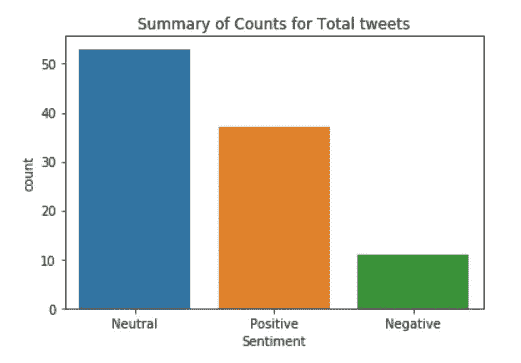 Summary of Counts for Total tweets
50
40
30
20
10
0
count
Neutral Positive Negative
Sentiment